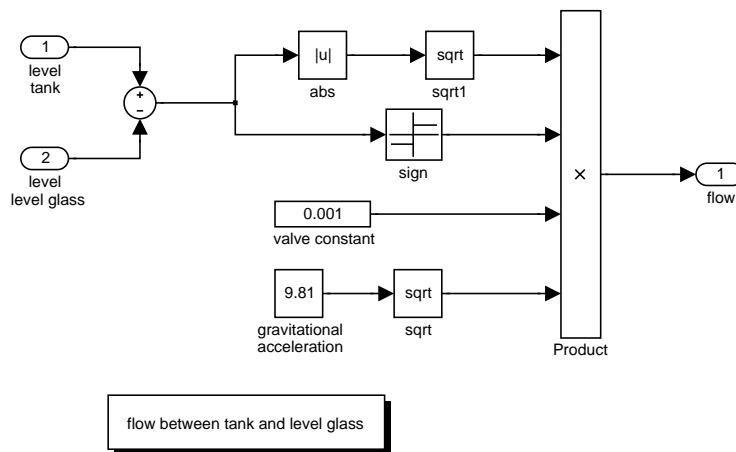 1
level
tank
+
−
2
level
level glass
|u|
abs
sqrt
sqrt1
sign
0.001
valve constant
9.81
gravitational
acceleration
sqrt
sqrt
×
Product
1
flow
flow between tank and level glass